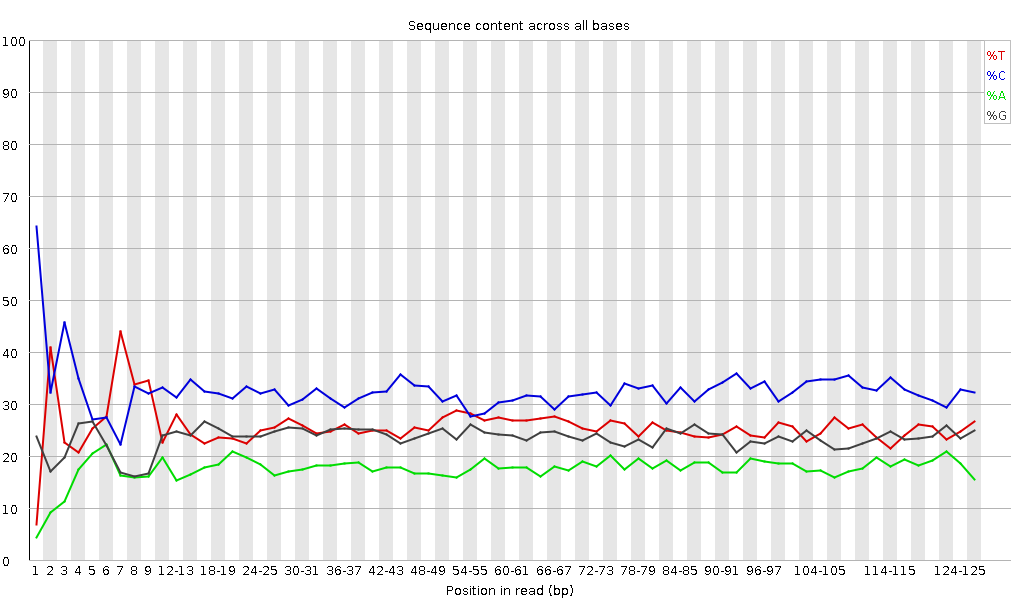 Sequence content across all bases
100
90
80
70
60
50
40
30
20
10
0
%T
%C
%A
%G
1 2 3 4 5 6 7 8 9 12-13 18-19 24-25 30-31 36-37 42-43 48-49 54-55 60-61 66-67 72-73 78-79 84-85 90-91 96-97 104-105 114-115 124-125
Position in read (bp)